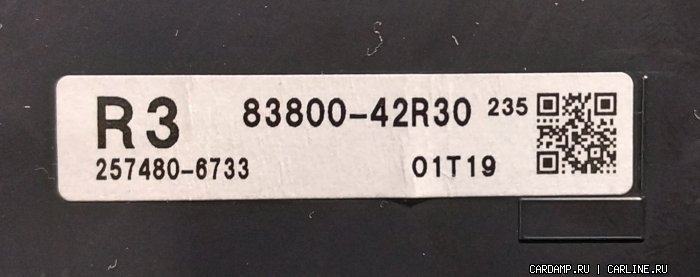 R3 83800-42R30 235
257480-6733 01T19
CARDAMP.RU | CARLINE.RU